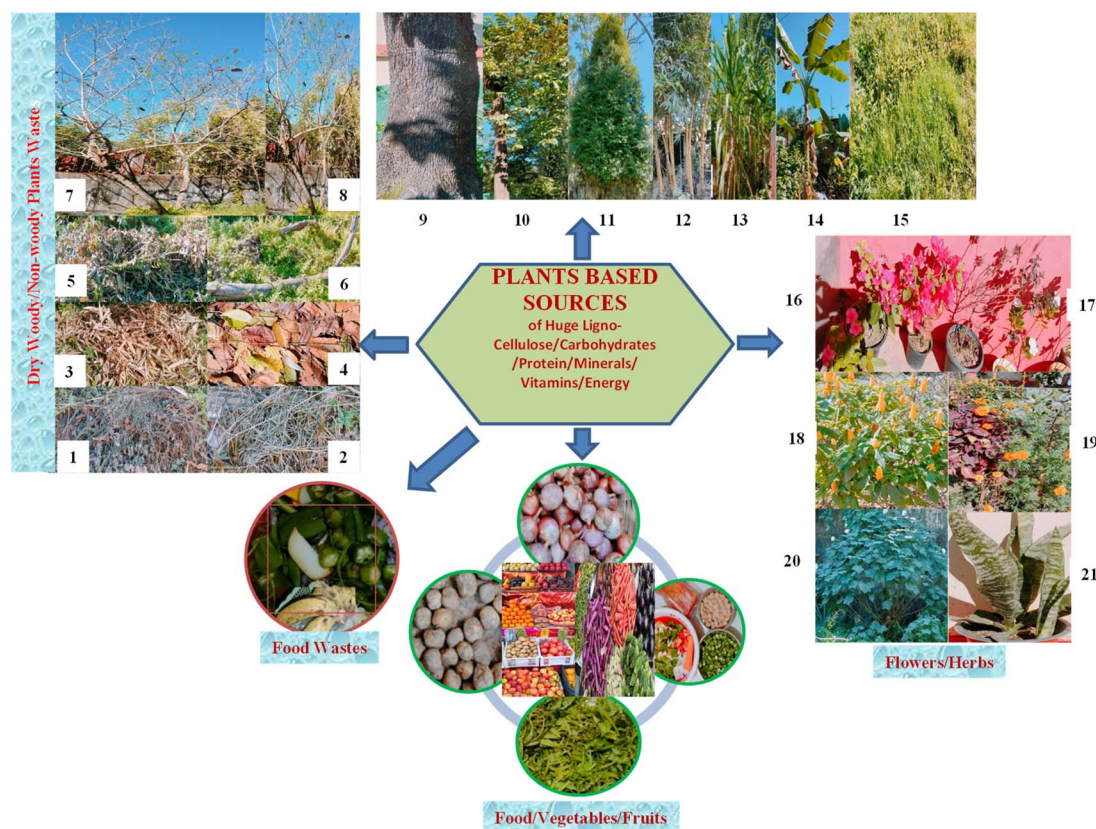 Dry Woody/Non-woody Plants Waste
7
8
5
6
3
4
1
2
9
10
11
12
13
14
15
PLANTS BASED
SOURCES
of Huge Ligno-
Cellulose/Carbohydrates
/Protein/Minerals/
Vitamins/Energy
16
17
18
19
20
21
Flowers/Herbs
Food Wastes
Food/Vegetables/Fruits